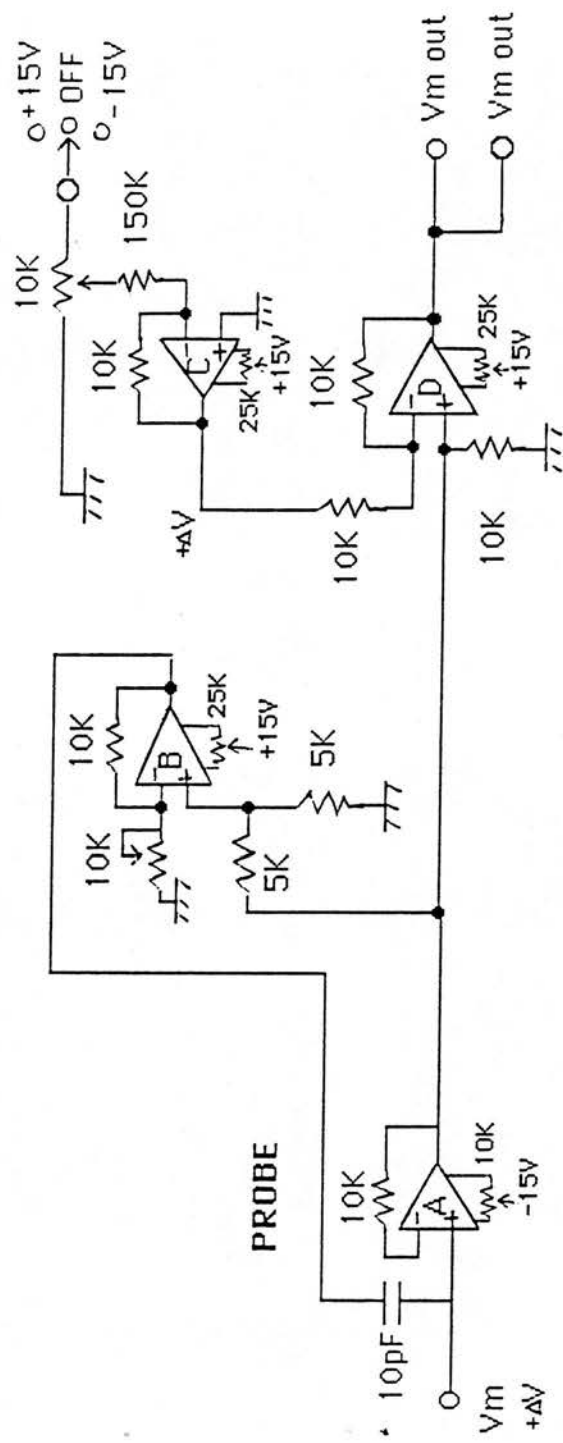 +15V
OFF
-15V
10K
150K
10K
C
-
+
25K
+15V
+ΔV
10K
10K
D
-
+
25K
+15V
10K
Vm out
Vm out
10K
10K
B
-
+
25K
+15V
5K
5K
PROBE
10K
A
-
+
10K
-15V
10pF
Vm
+ΔV